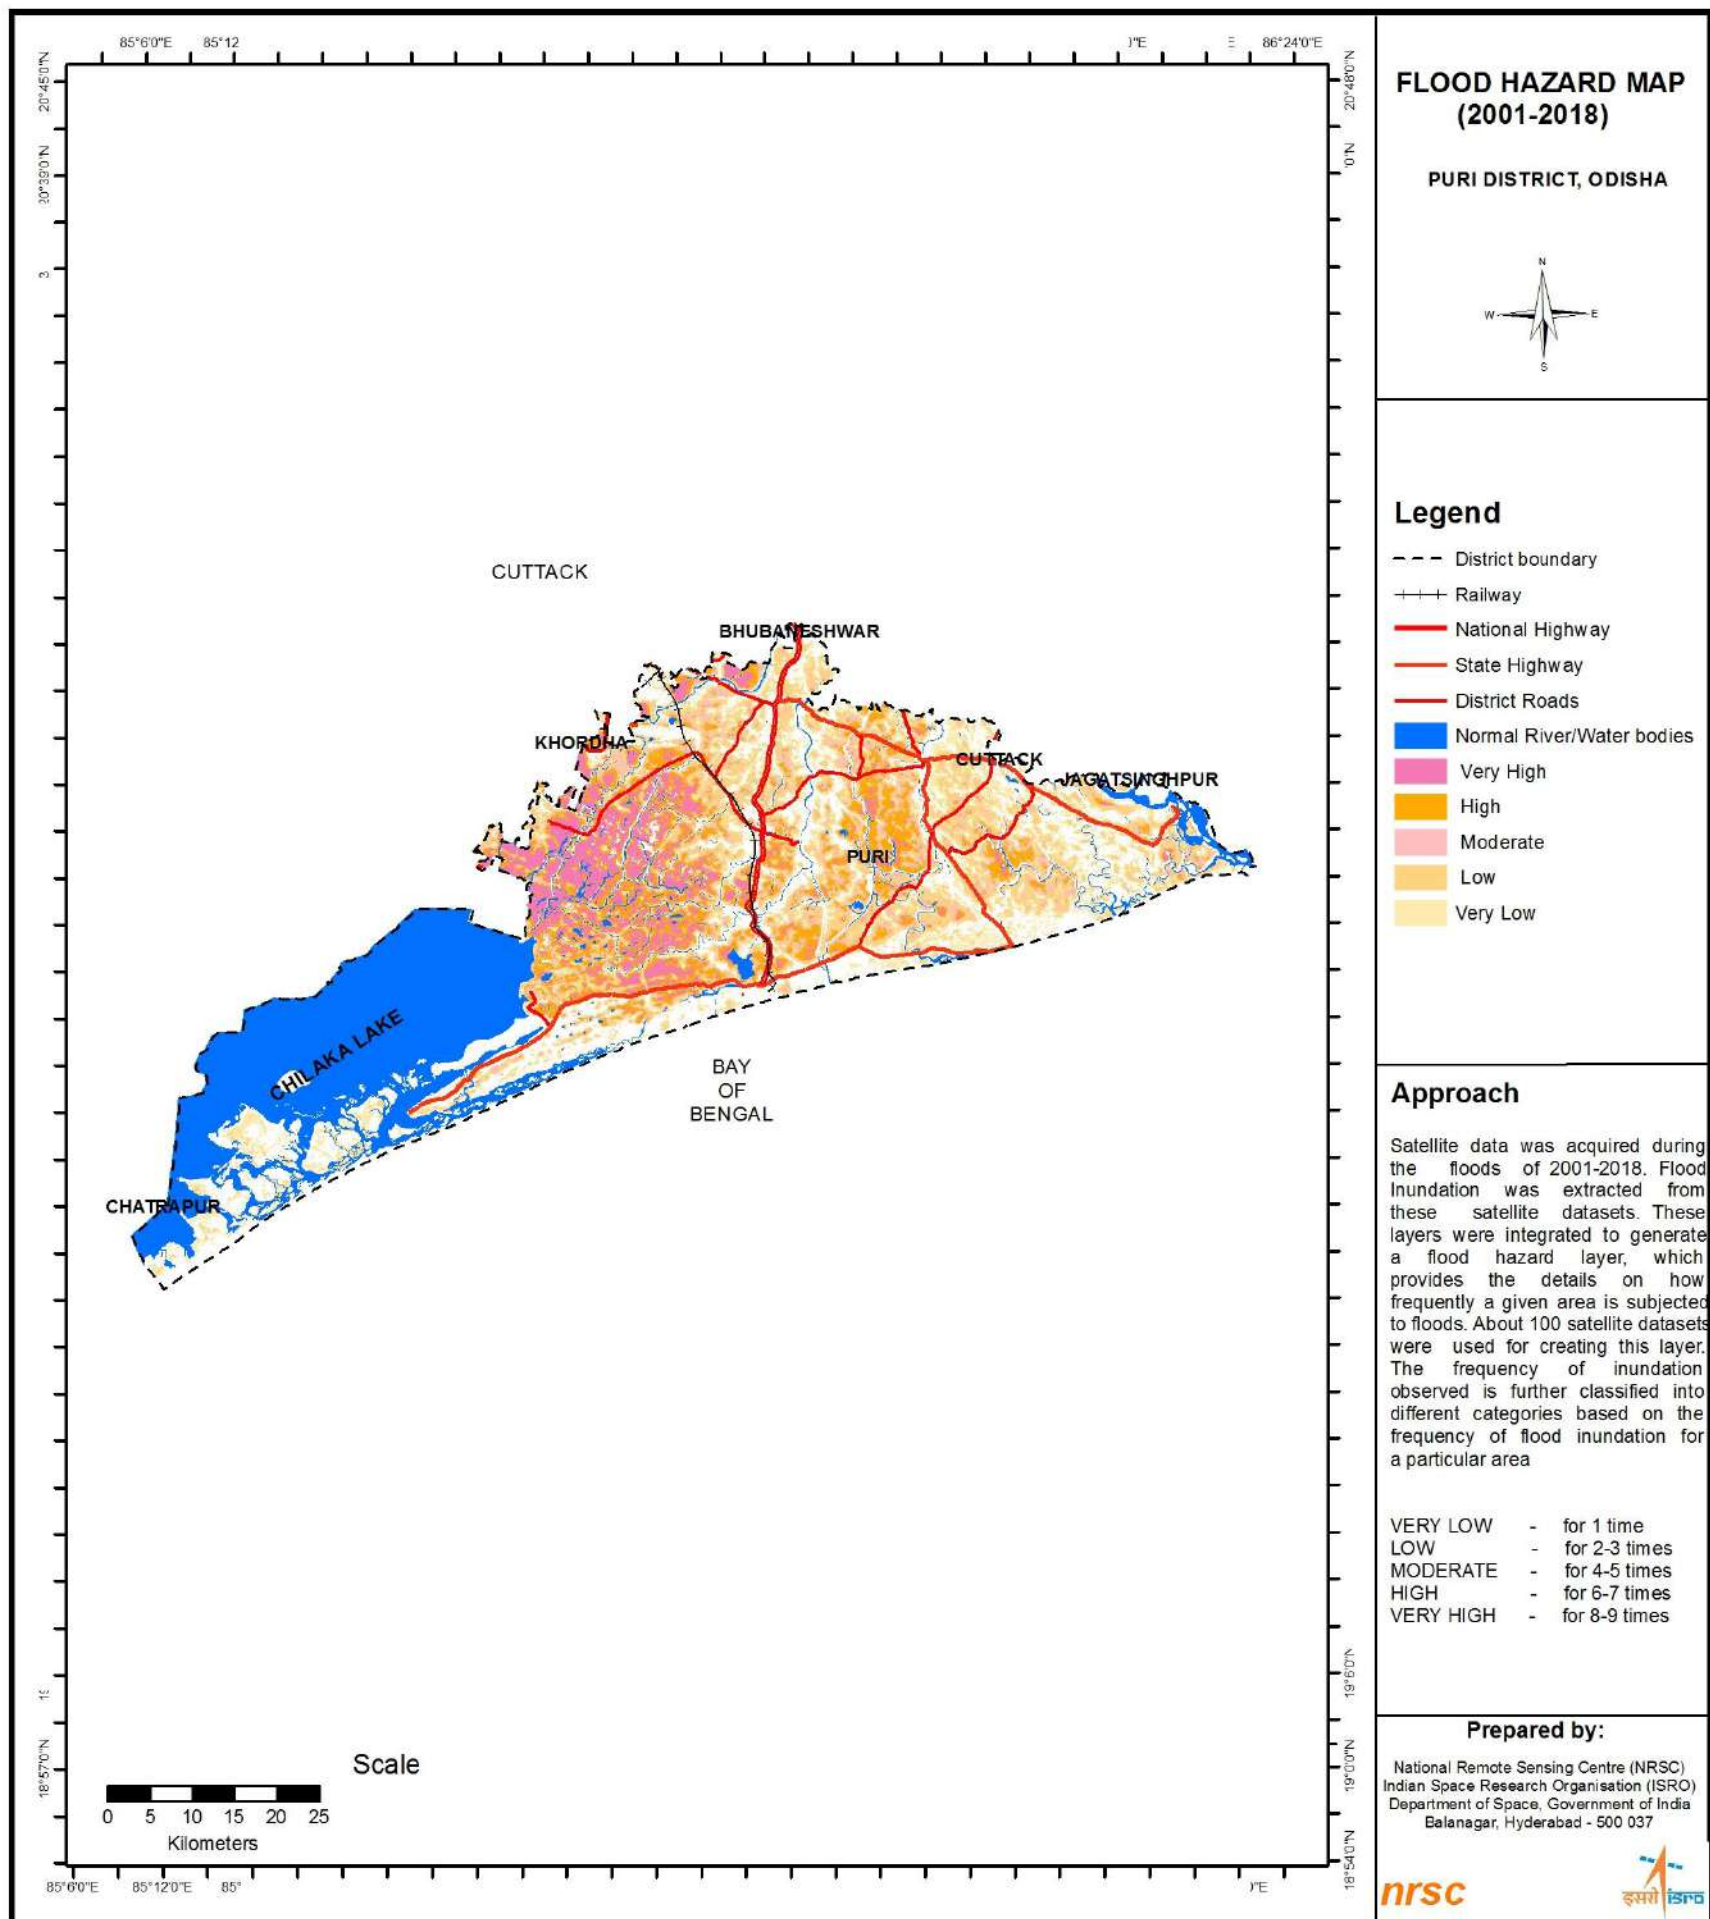 85°6'0"E 85°12 )"E E 86°24'0"E
20°45'0"N
20°39'0"N
3
18°57'0"N
20°48'0"N
0'N
19°6'0"N
19°0'0"N
18°54'0"N
CUTTACK
BHUBANESHWAR
KHORDHA
CUTTACK
JAGATSINGHPUR
PURI
CHILAKA LAKE
BAY
OF
BENGAL
CHATRAPUR
Scale
0 5 10 15 20 25
Kilometers
85°6'0"E 85°12'0"E 85° )"E
FLOOD HAZARD MAP
(2001-2018)
PURI DISTRICT, ODISHA
N
W E
S
Legend
District boundary
Railway
National Highway
State Highway
District Roads
Normal River/Water bodies
Very High
High
Moderate
Low
Very Low
Approach
Satellite data was acquired during
the floods of 2001-2018. Flood
Inundation was extracted from
these satellite datasets. These
layers were integrated to generate
a flood hazard layer, which
provides the details on how
frequently a given area is subjected
to floods. About 100 satellite datasets
were used for creating this layer.
The frequency of inundation
observed is further classified into
different categories based on the
frequency of flood inundation for
a particular area
VERY LOW - for 1 time
LOW - for 2-3 times
MODERATE - for 4-5 times
HIGH - for 6-7 times
VERY HIGH - for 8-9 times
Prepared by:
National Remote Sensing Centre (NRSC)
Indian Space Research Organisation (ISRO)
Department of Space, Government of India
Balanagar, Hyderabad - 500 037
nrsc
इसरो isro